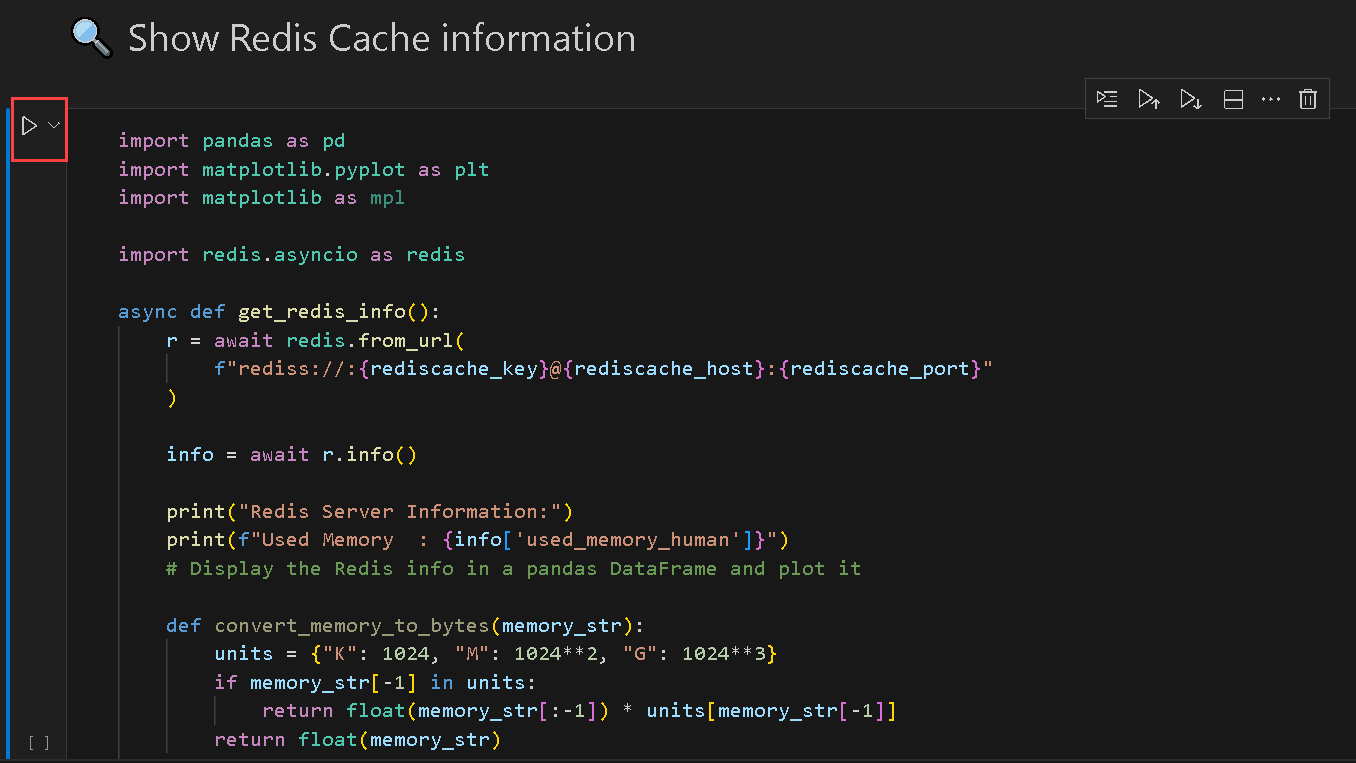 Show Redis Cache information
import pandas as pd
import matplotlib.pyplot as plt
import matplotlib as mpl
import redis.asyncio as redis
async def get_redis_info():
    r = await redis.from_url(
        f"rediss://:{rediscache_key}@{rediscache_host}:{rediscache_port}"
    )
    info = await r.info()
    print("Redis Server Information:")
    print(f"Used Memory  : {info['used_memory_human']}")
    # Display the Redis info in a pandas DataFrame and plot it
    def convert_memory_to_bytes(memory_str):
        units = {"K": 1024, "M": 1024**2, "G": 1024**3}
        if memory_str[-1] in units:
            return float(memory_str[:-1]) * units[memory_str[-1]]
        return float(memory_str)
[ ]